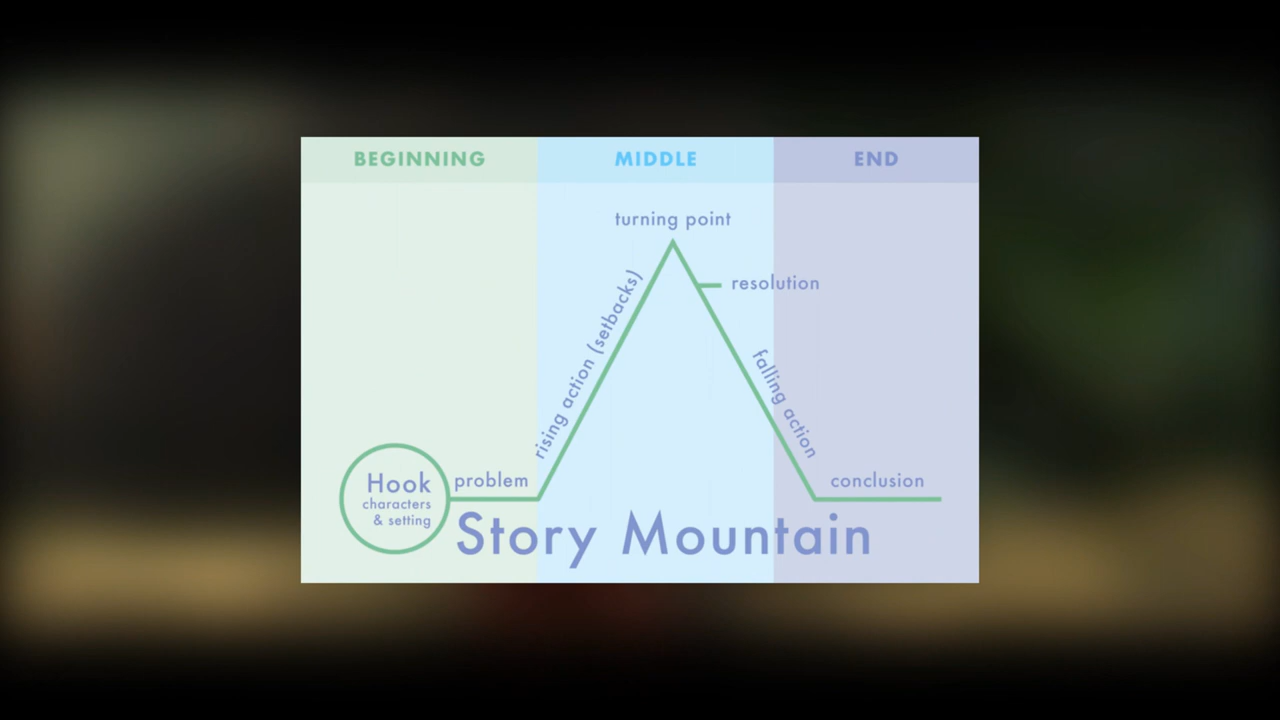 BEGINNING
MIDDLE
END
turning point
resolution
rising action (setbacks)
falling action
Hook
characters
& setting
problem
conclusion
Story Mountain